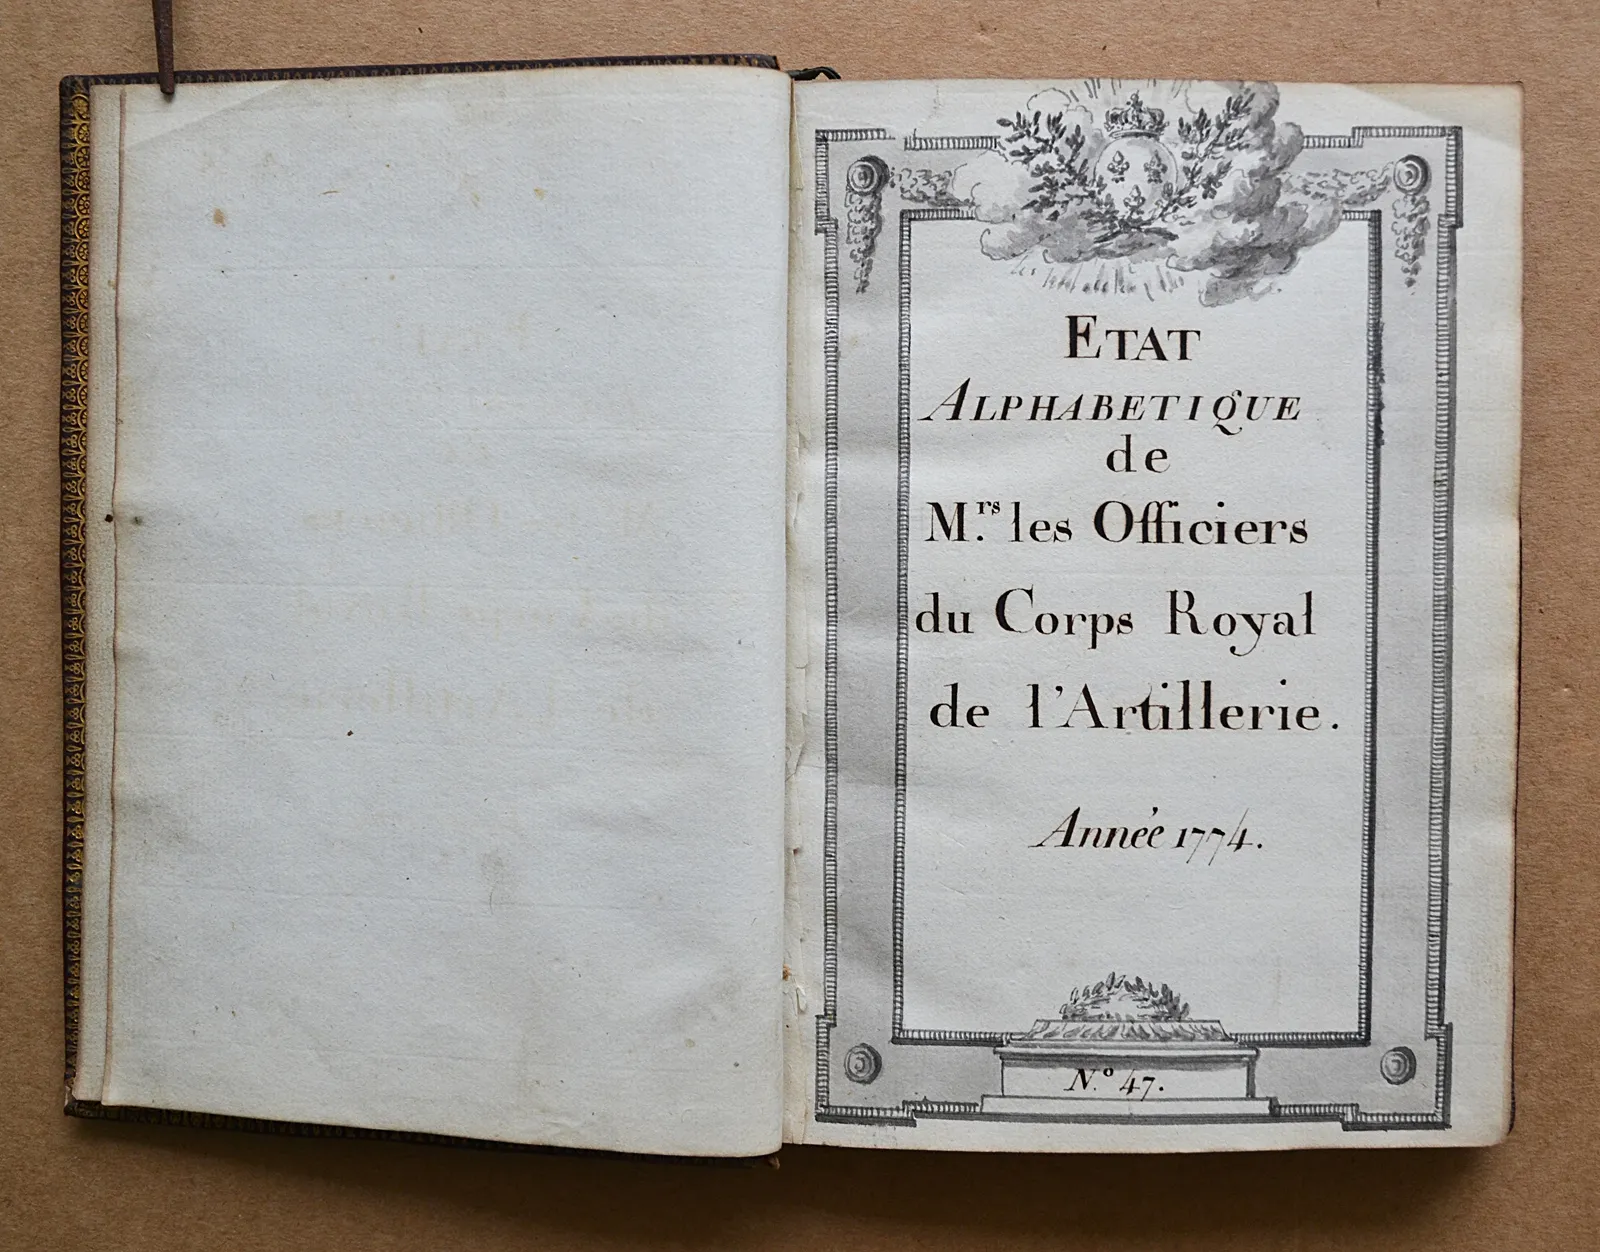 ETAT
ALPHABETIQUE
de
M.rs les Officiers
du Corps Royal
de l'Artillerie.
Année 1774.
N.o 47.